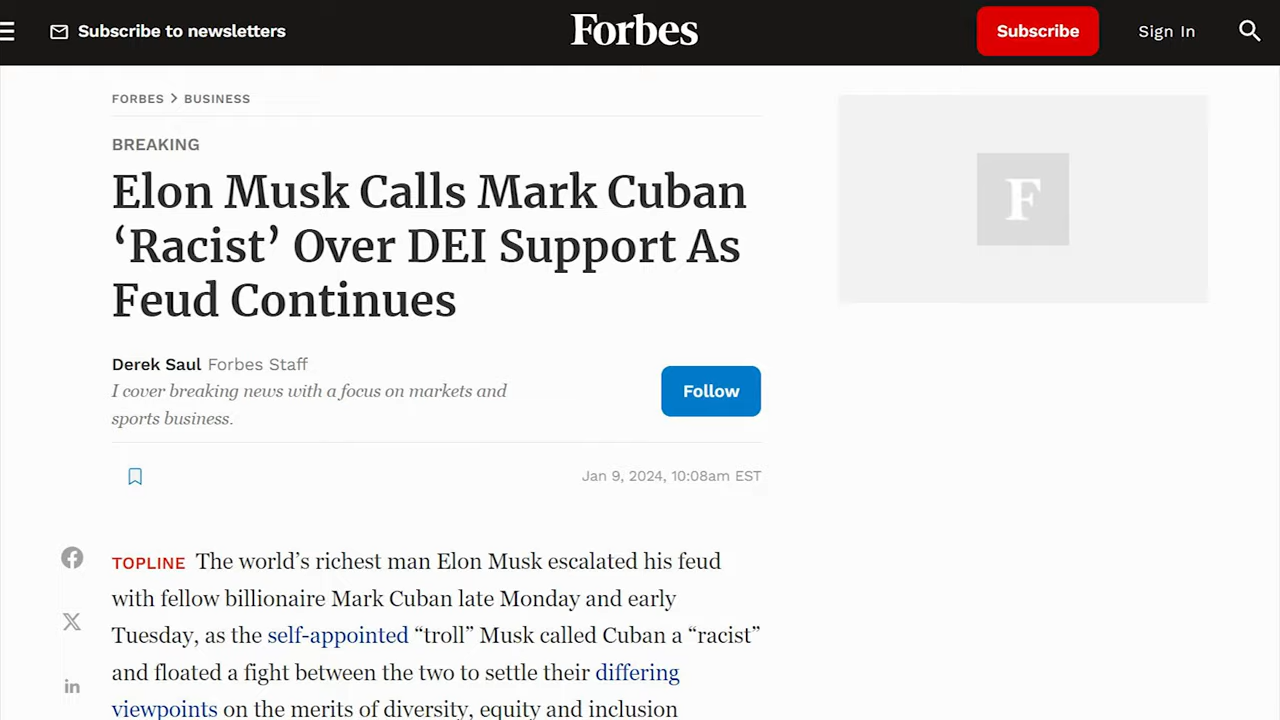 Subscribe to newsletters
Forbes
Subscribe
Sign In
FORBES > BUSINESS
BREAKING
Elon Musk Calls Mark Cuban
‘Racist’ Over DEI Support As
Feud Continues
F
Derek Saul Forbes Staff
I cover breaking news with a focus on markets and
sports business.
Follow
Jan 9, 2024, 10:08am EST
TOPLINE The world’s richest man Elon Musk escalated his feud
with fellow billionaire Mark Cuban late Monday and early
Tuesday, as the self-appointed “troll” Musk called Cuban a “racist”
and floated a fight between the two to settle their differing
viewpoints on the merits of diversity, equity and inclusion